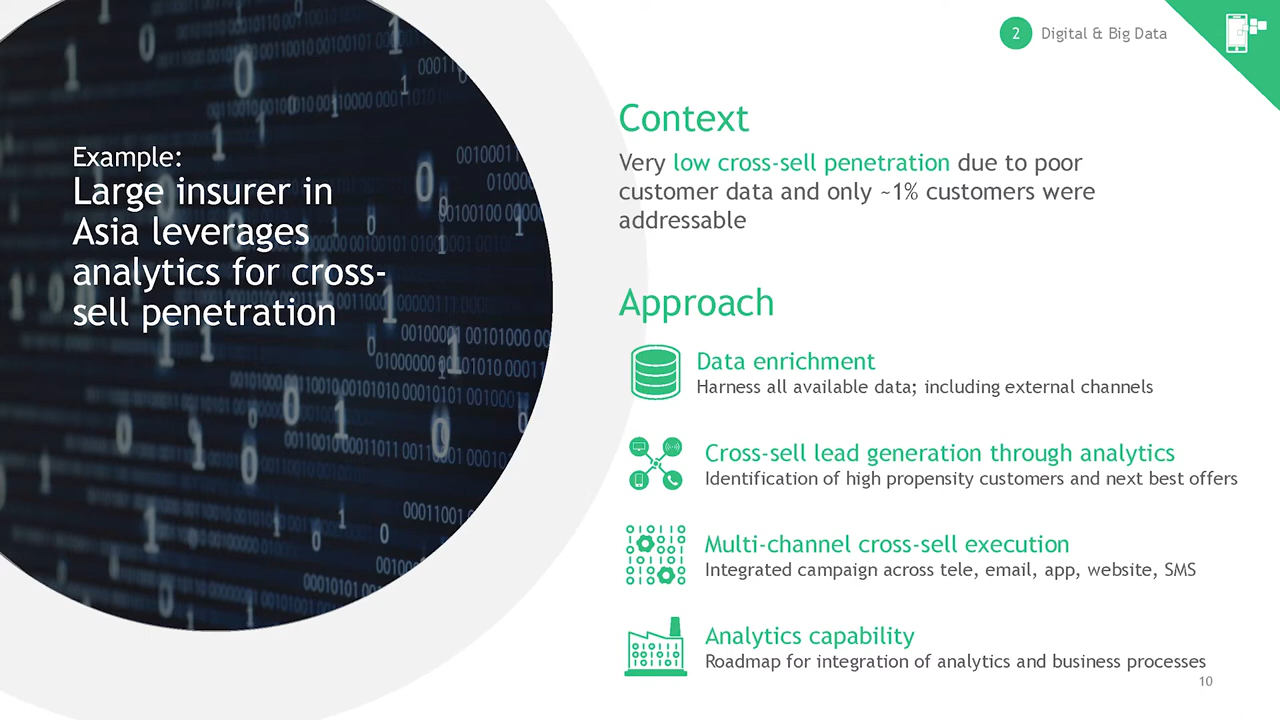 2 Digital & Big Data
Example:
Large insurer in
Asia leverages
analytics for cross-
sell penetration
Context
Very low cross-sell penetration due to poor
customer data and only ~1% customers were
addressable
Approach
Data enrichment
Harness all available data; including external channels
Cross-sell lead generation through analytics
Identification of high propensity customers and next best offers
Multi-channel cross-sell execution
Integrated campaign across tele, email, app, website, SMS
Analytics capability
Roadmap for integration of analytics and business processes
10